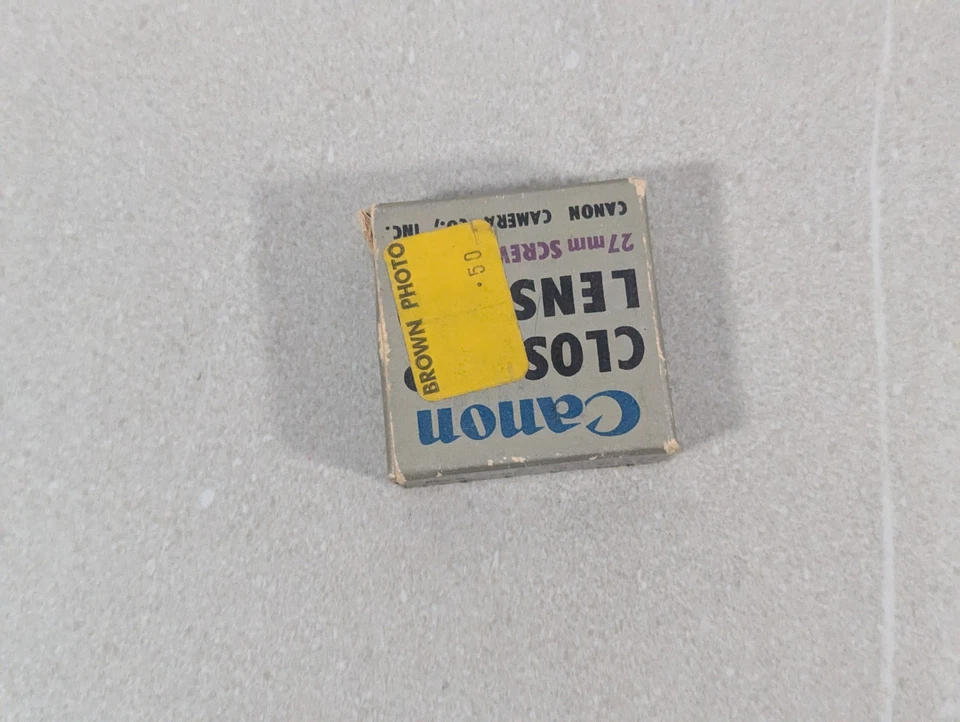 Canon
CLOS
LENS
27mm SCREW
CANON CAMERA CO., INC.
BROWN PHOTO
.50